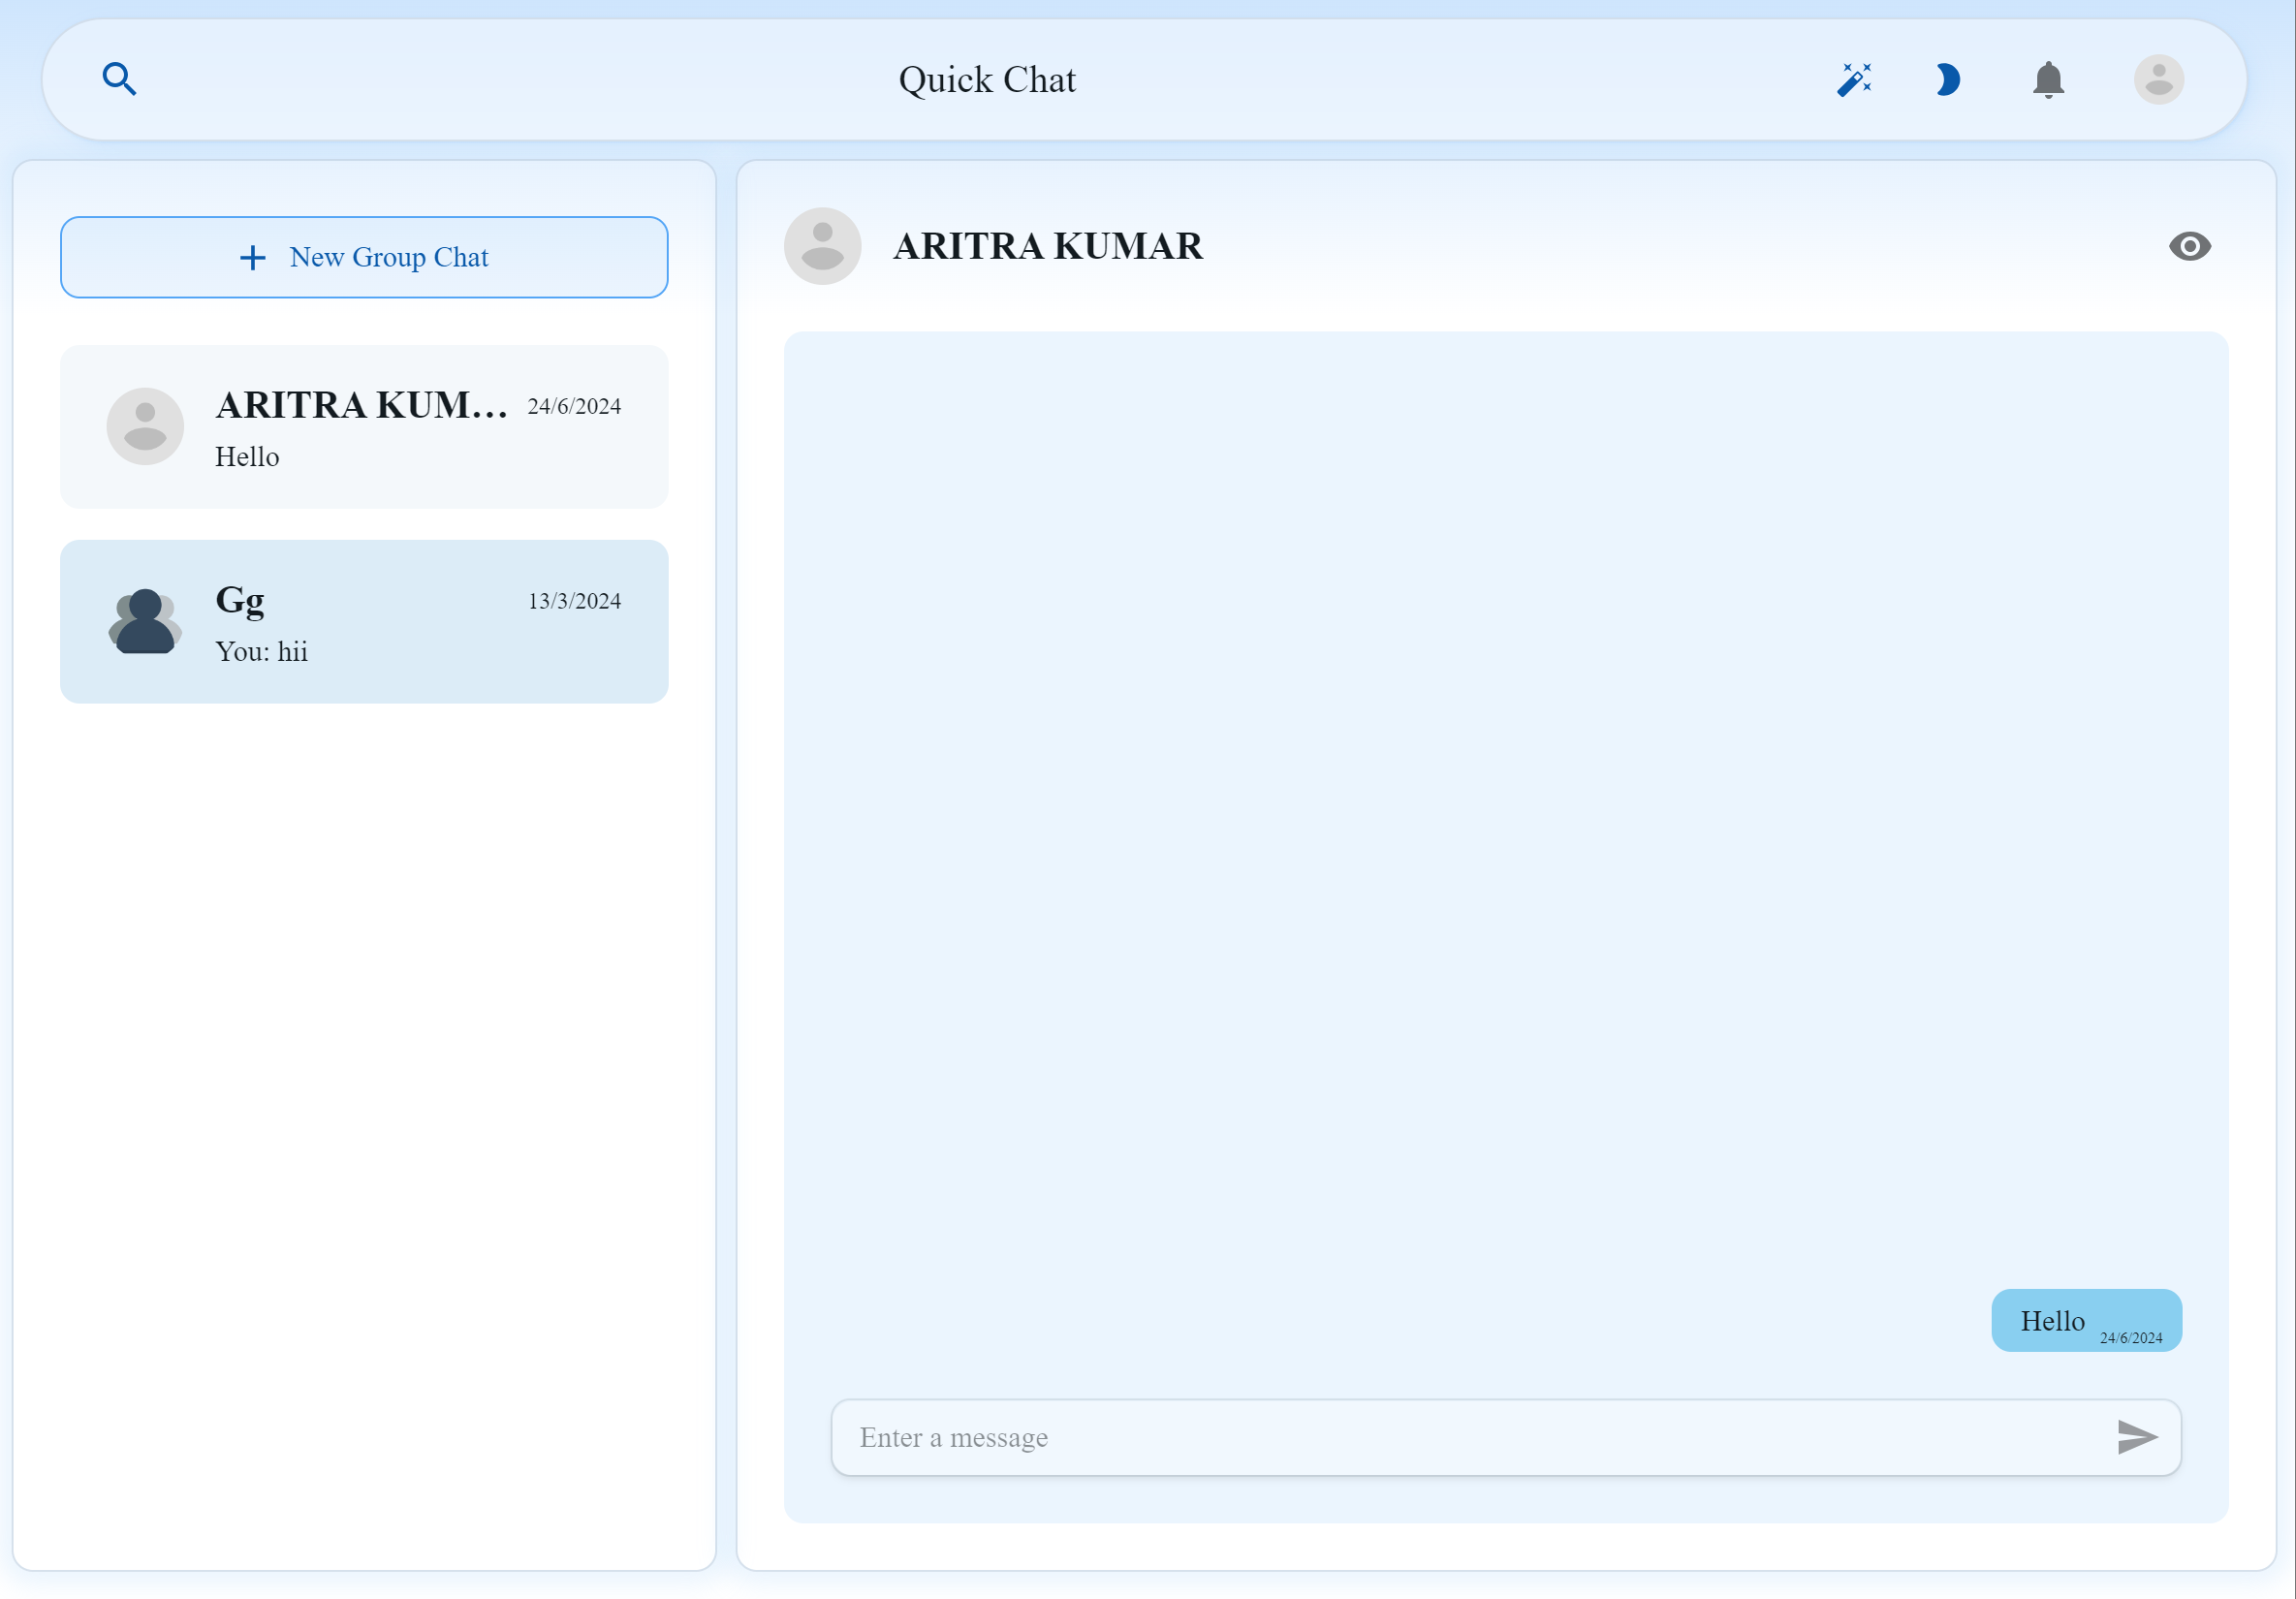 Quick Chat
New Group Chat
ARITRA KUM... 24/6/2024
Hello
Gg 13/3/2024
You: hii
ARITRA KUMAR
Hello 24/6/2024
Enter a message